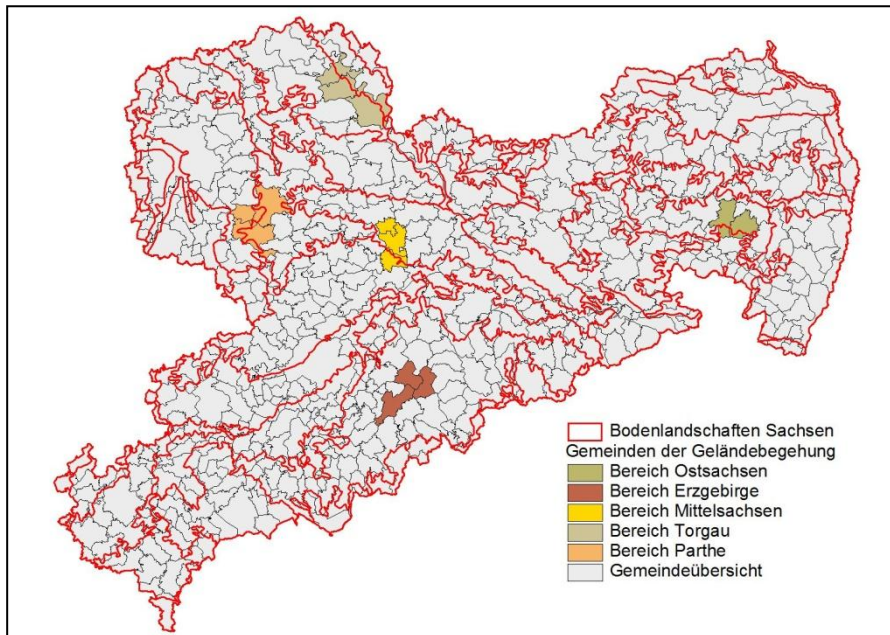 Bodenlandschaften Sachsen
Gemeinden der Geländebegehung
Bereich Ostsachsen
Bereich Erzgebirge
Bereich Mittelsachsen
Bereich Torgau
Bereich Parthe
Gemeindeübersicht